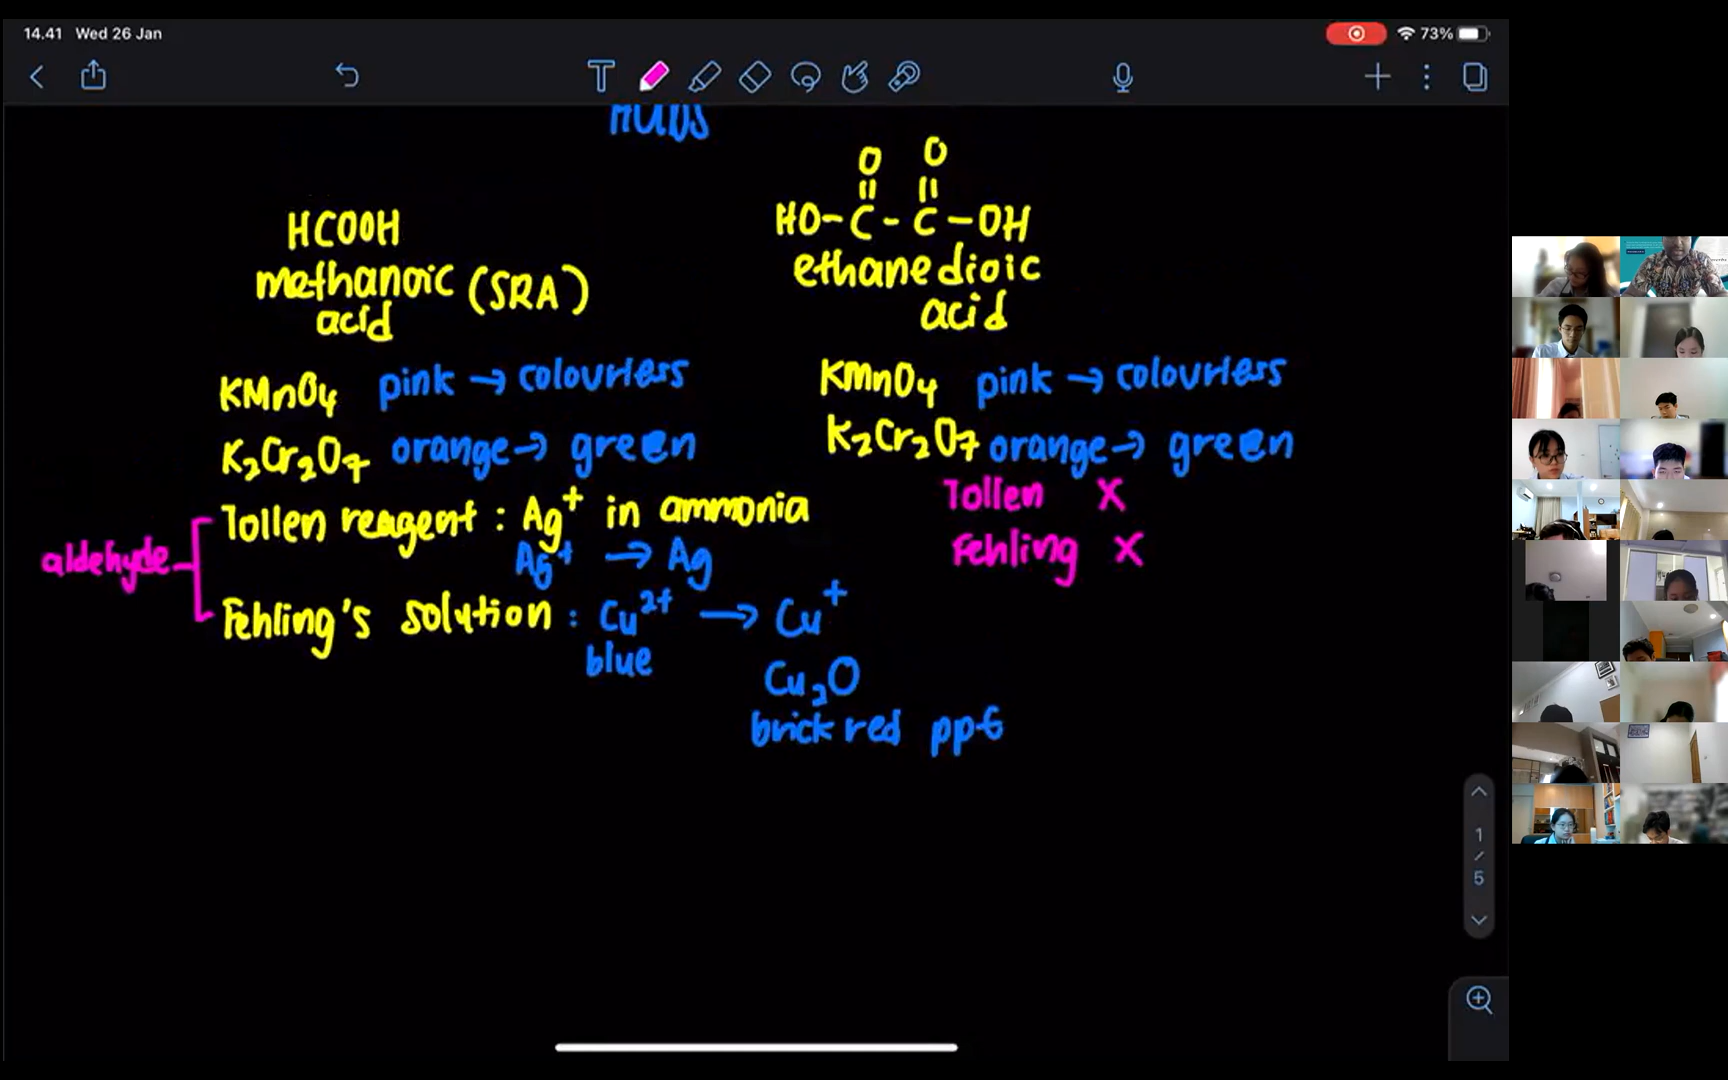 14.41 Wed 26 Jan
73%
T
HCOOH
methanoic (SRA)
acid
KMnO4 pink → colourless
K2Cr2O7 orange → green
Tollen reagent : Ag+ in ammonia
Ag+ → Ag
aldehyde
Fehling's solution : Cu2+ → Cu+
blue
Cu2O
brick red ppt
O O
HO-C-C-OH
ethanedioic
acid
KMnO4 pink → colourless
K2Cr2O7 orange → green
Tollen X
Fehling X
1
/
5